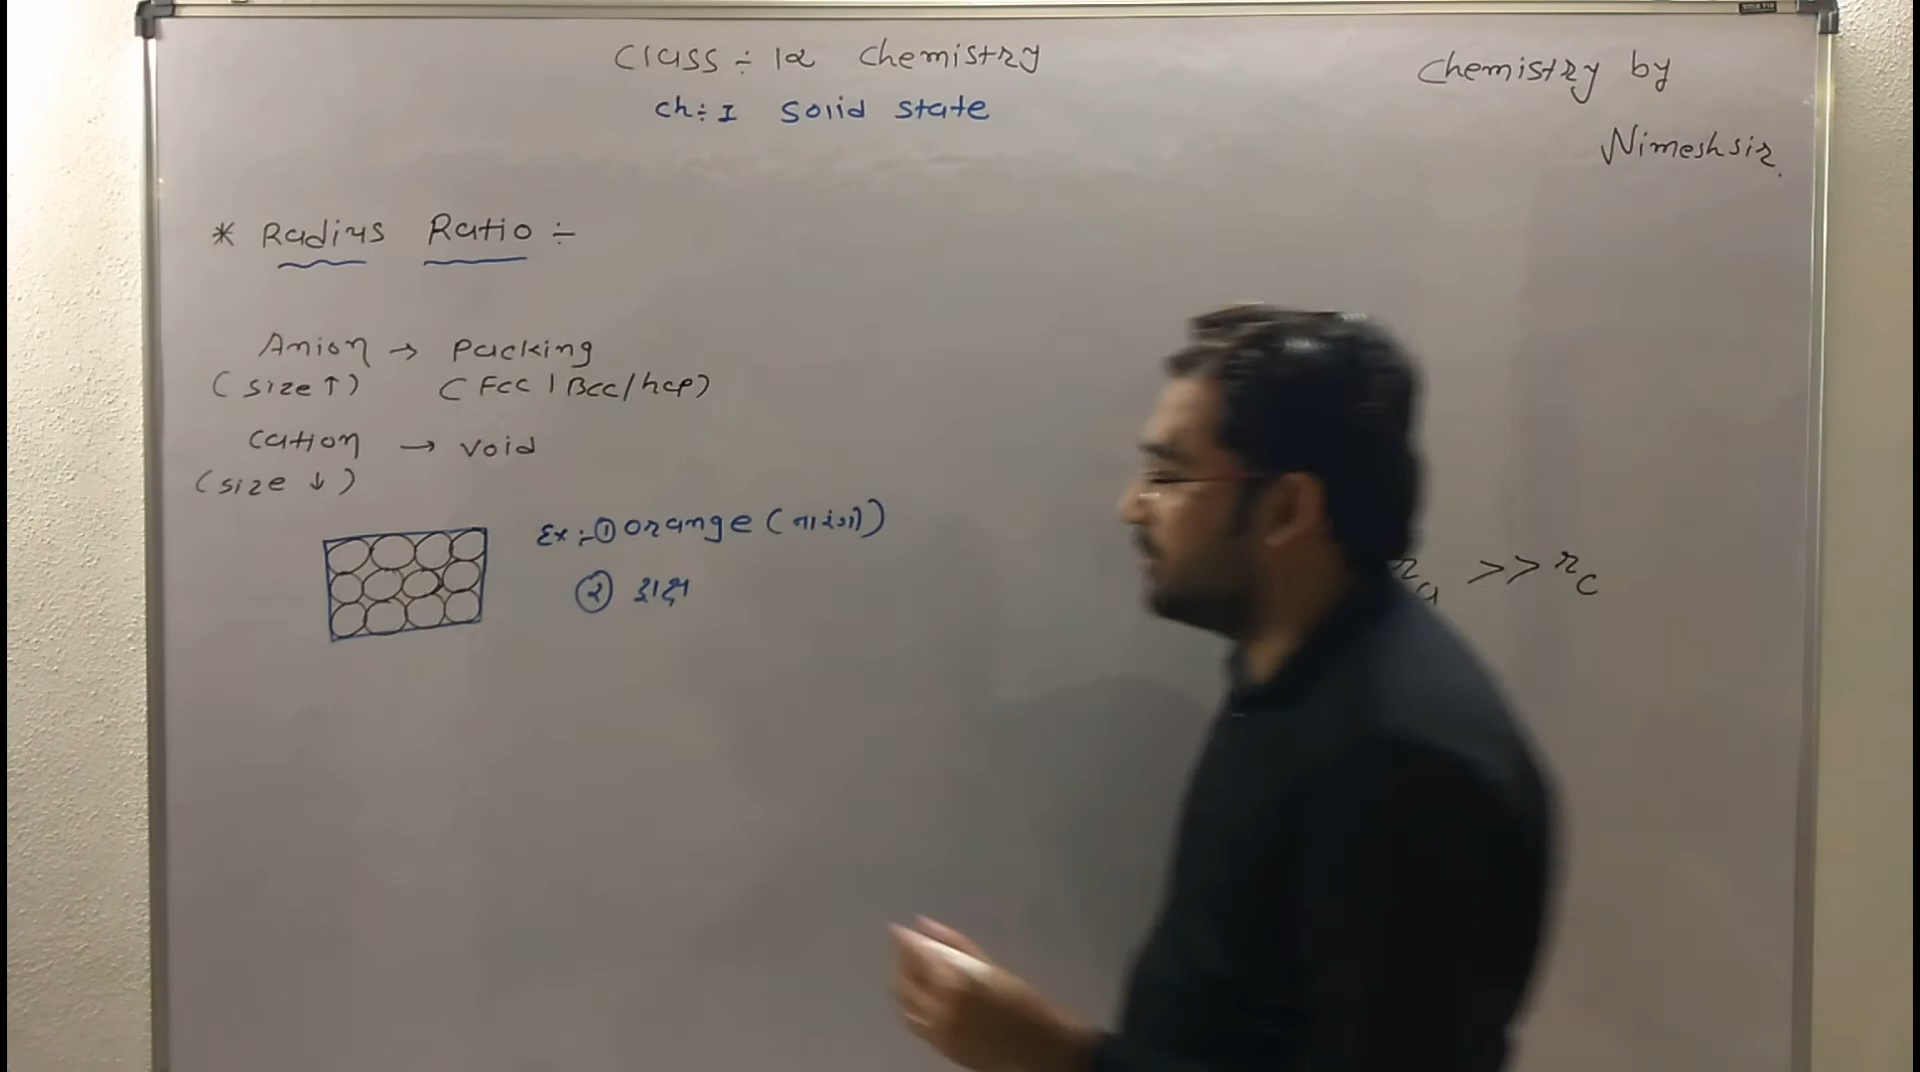 Class ÷ 12 Chemistry
ch ÷ I Solid state
Chemistry by
Nimeshsir.
* Radius Ratio ÷
Anion → Packing
(size ↑) (Fcc | Bcc/hcp)
Cation → void
(size ↓)
Ex ÷ ① orange (નારંગી)
② દ્રાક્ષ
ra >> rc